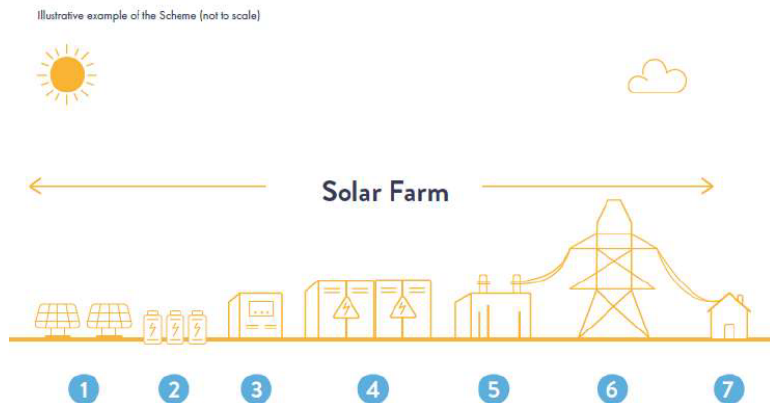 Illustrative example of the Scheme (not to scale)
Solar Farm
1 2 3 4 5 6 7